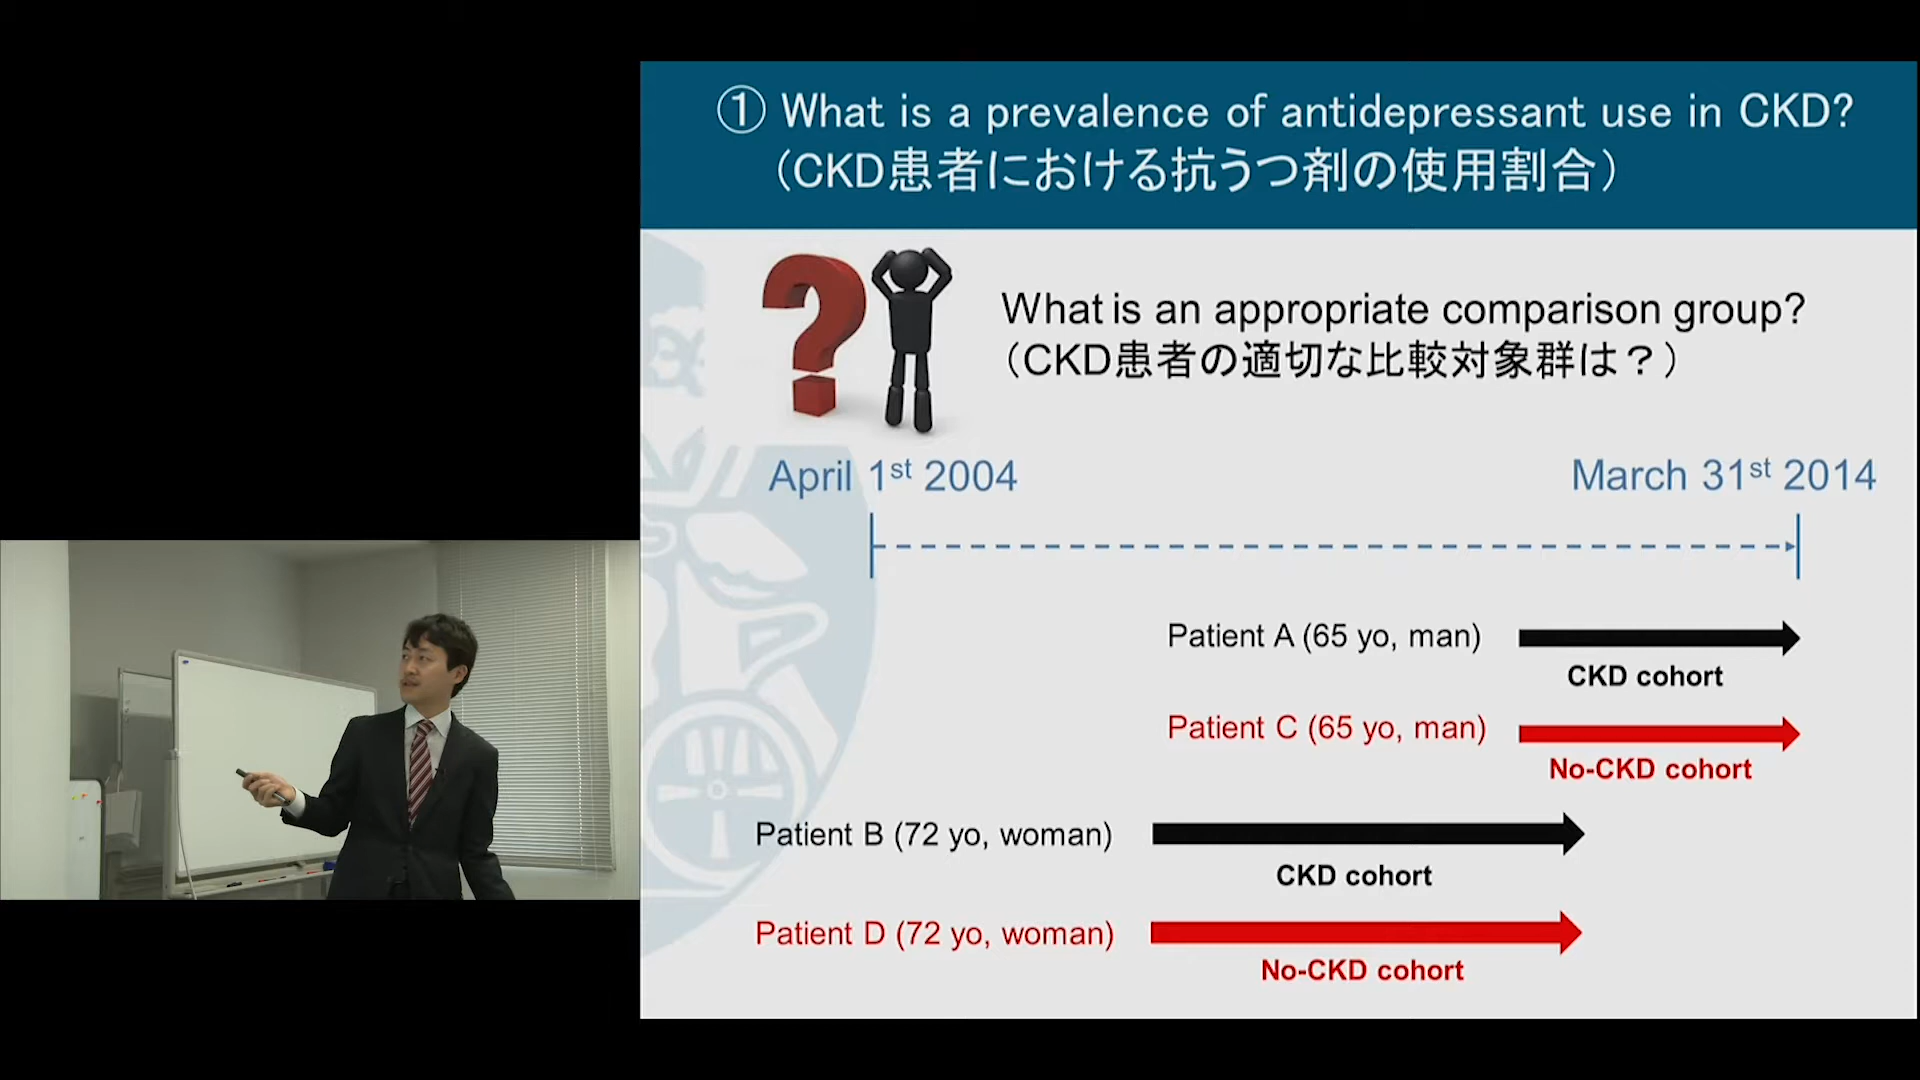 ① What is a prevalence of antidepressant use in CKD?
（CKD患者における抗うつ剤の使用割合）
What is an appropriate comparison group?
（CKD患者の適切な比較対象群は？）
April 1st 2004
March 31st 2014
Patient A (65 yo, man)
CKD cohort
Patient C (65 yo, man)
No-CKD cohort
Patient B (72 yo, woman)
CKD cohort
Patient D (72 yo, woman)
No-CKD cohort